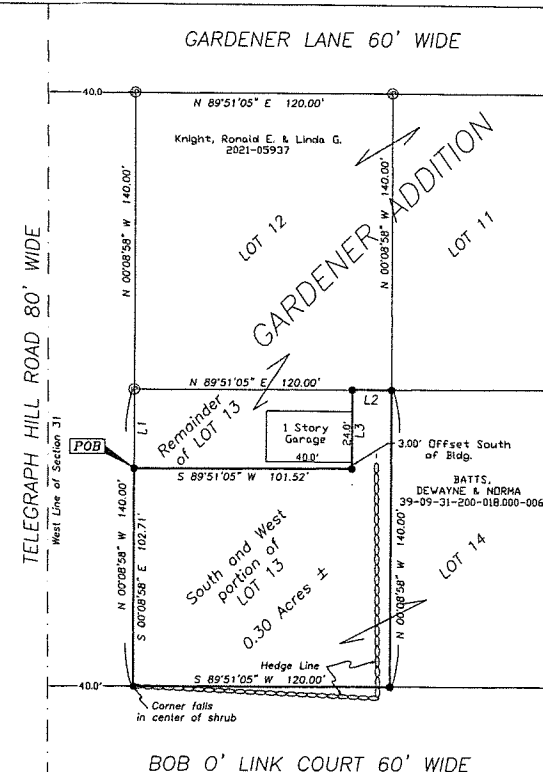 GARDENER LANE 60' WIDE
40.0
N 89°51'05" E 120.00'
Knight, Ronald E. & Linda G.
2021-05937
N 00°08'58" W 140.00'
N 00°08'58" W 140.00'
LOT 12
GARDENER ADDITION
LOT 11
TELEGRAPH HILL ROAD 80' WIDE
West Line of Section 31
N 89°51'05" E 120.00'
L1
L2
Remainder
of LOT 13
1 Story
Garage
24.0'
L3
40.0'
3.00' Offset South
of Bldg.
POB
S 89°51'05" W 101.52'
BATTS,
DEWAYNE & NORMA
39-09-31-200-018.000-006
N 00°08'58" W 140.00'
S 00°08'58" E 102.71'
South and West
portion of
LOT 13
0.30 Acres ±
N 00°08'58" W 140.00'
LOT 14
Hedge Line
40.0'
S 89°51'05" W 120.00'
Corner falls
in center of shrub
BOB O' LINK COURT 60' WIDE